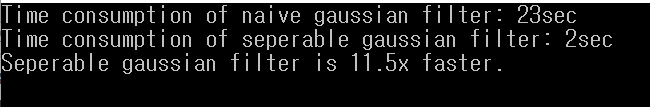 Time consumption of naive gaussian filter: 23sec
Time consumption of seperable gaussian filter: 2sec
Seperable gaussian filter is 11.5x faster.